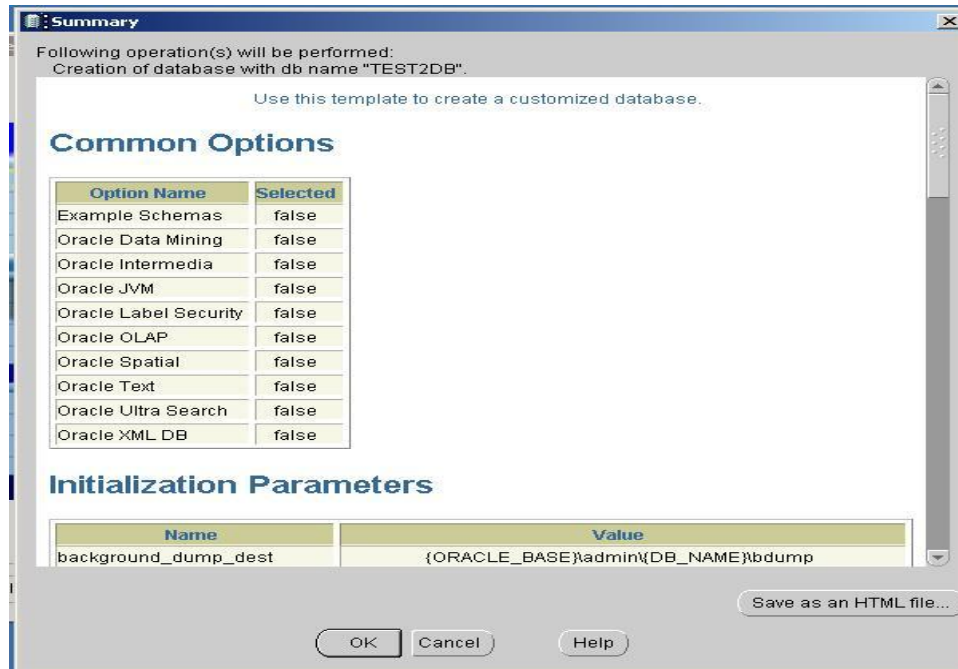 Summary
Following operation(s) will be performed:
Creation of database with db name "TEST2DB".
Use this template to create a customized database.
Common Options
Option Name Selected
Example Schemas false
Oracle Data Mining false
Oracle Intermedia false
Oracle JVM false
Oracle Label Security false
Oracle OLAP false
Oracle Spatial false
Oracle Text false
Oracle Ultra Search false
Oracle XML DB false
Initialization Parameters
Name Value
background_dump_dest {ORACLE_BASE}\admin\{DB_NAME}\bdump
Save as an HTML file...
OK Cancel Help